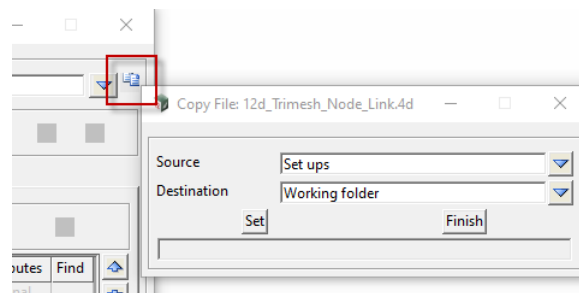 Copy File: 12d_Trimesh_Node_Link.4d
Source
Set ups
Destination
Working folder
Set
Finish
Find